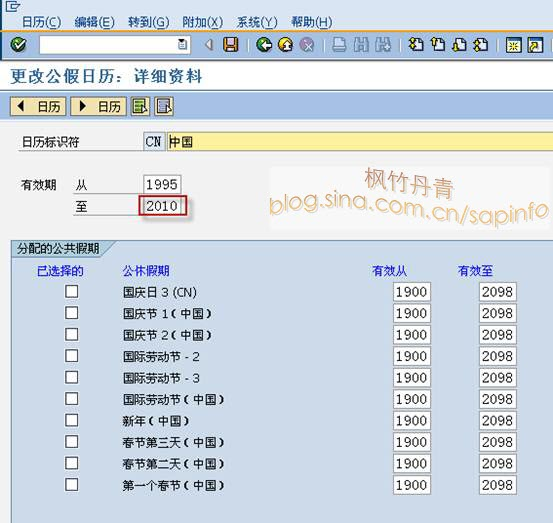 日历(C) 编辑(E) 转到(G) 附加(X) 系统(Y) 帮助(H)
更改公假日历：详细资料
日历 日历
日历标识符 CN 中国
有效期 从 1995
至 2010
枫竹丹青
blog.sina.com.cn/sapinfo
分配的公共假期
已选择的 公休假期 有效从 有效至
国庆日 3 (CN) 1900 2098
国庆节 1 (中国) 1900 2098
国庆节 2 (中国) 1900 2098
国际劳动节 - 2 1900 2098
国际劳动节 - 3 1900 2098
国际劳动节 (中国) 1900 2098
新年 (中国) 1900 2098
春节第三天 (中国) 1900 2098
春节第二天 (中国) 1900 2098
第一个春节 (中国) 1900 2098